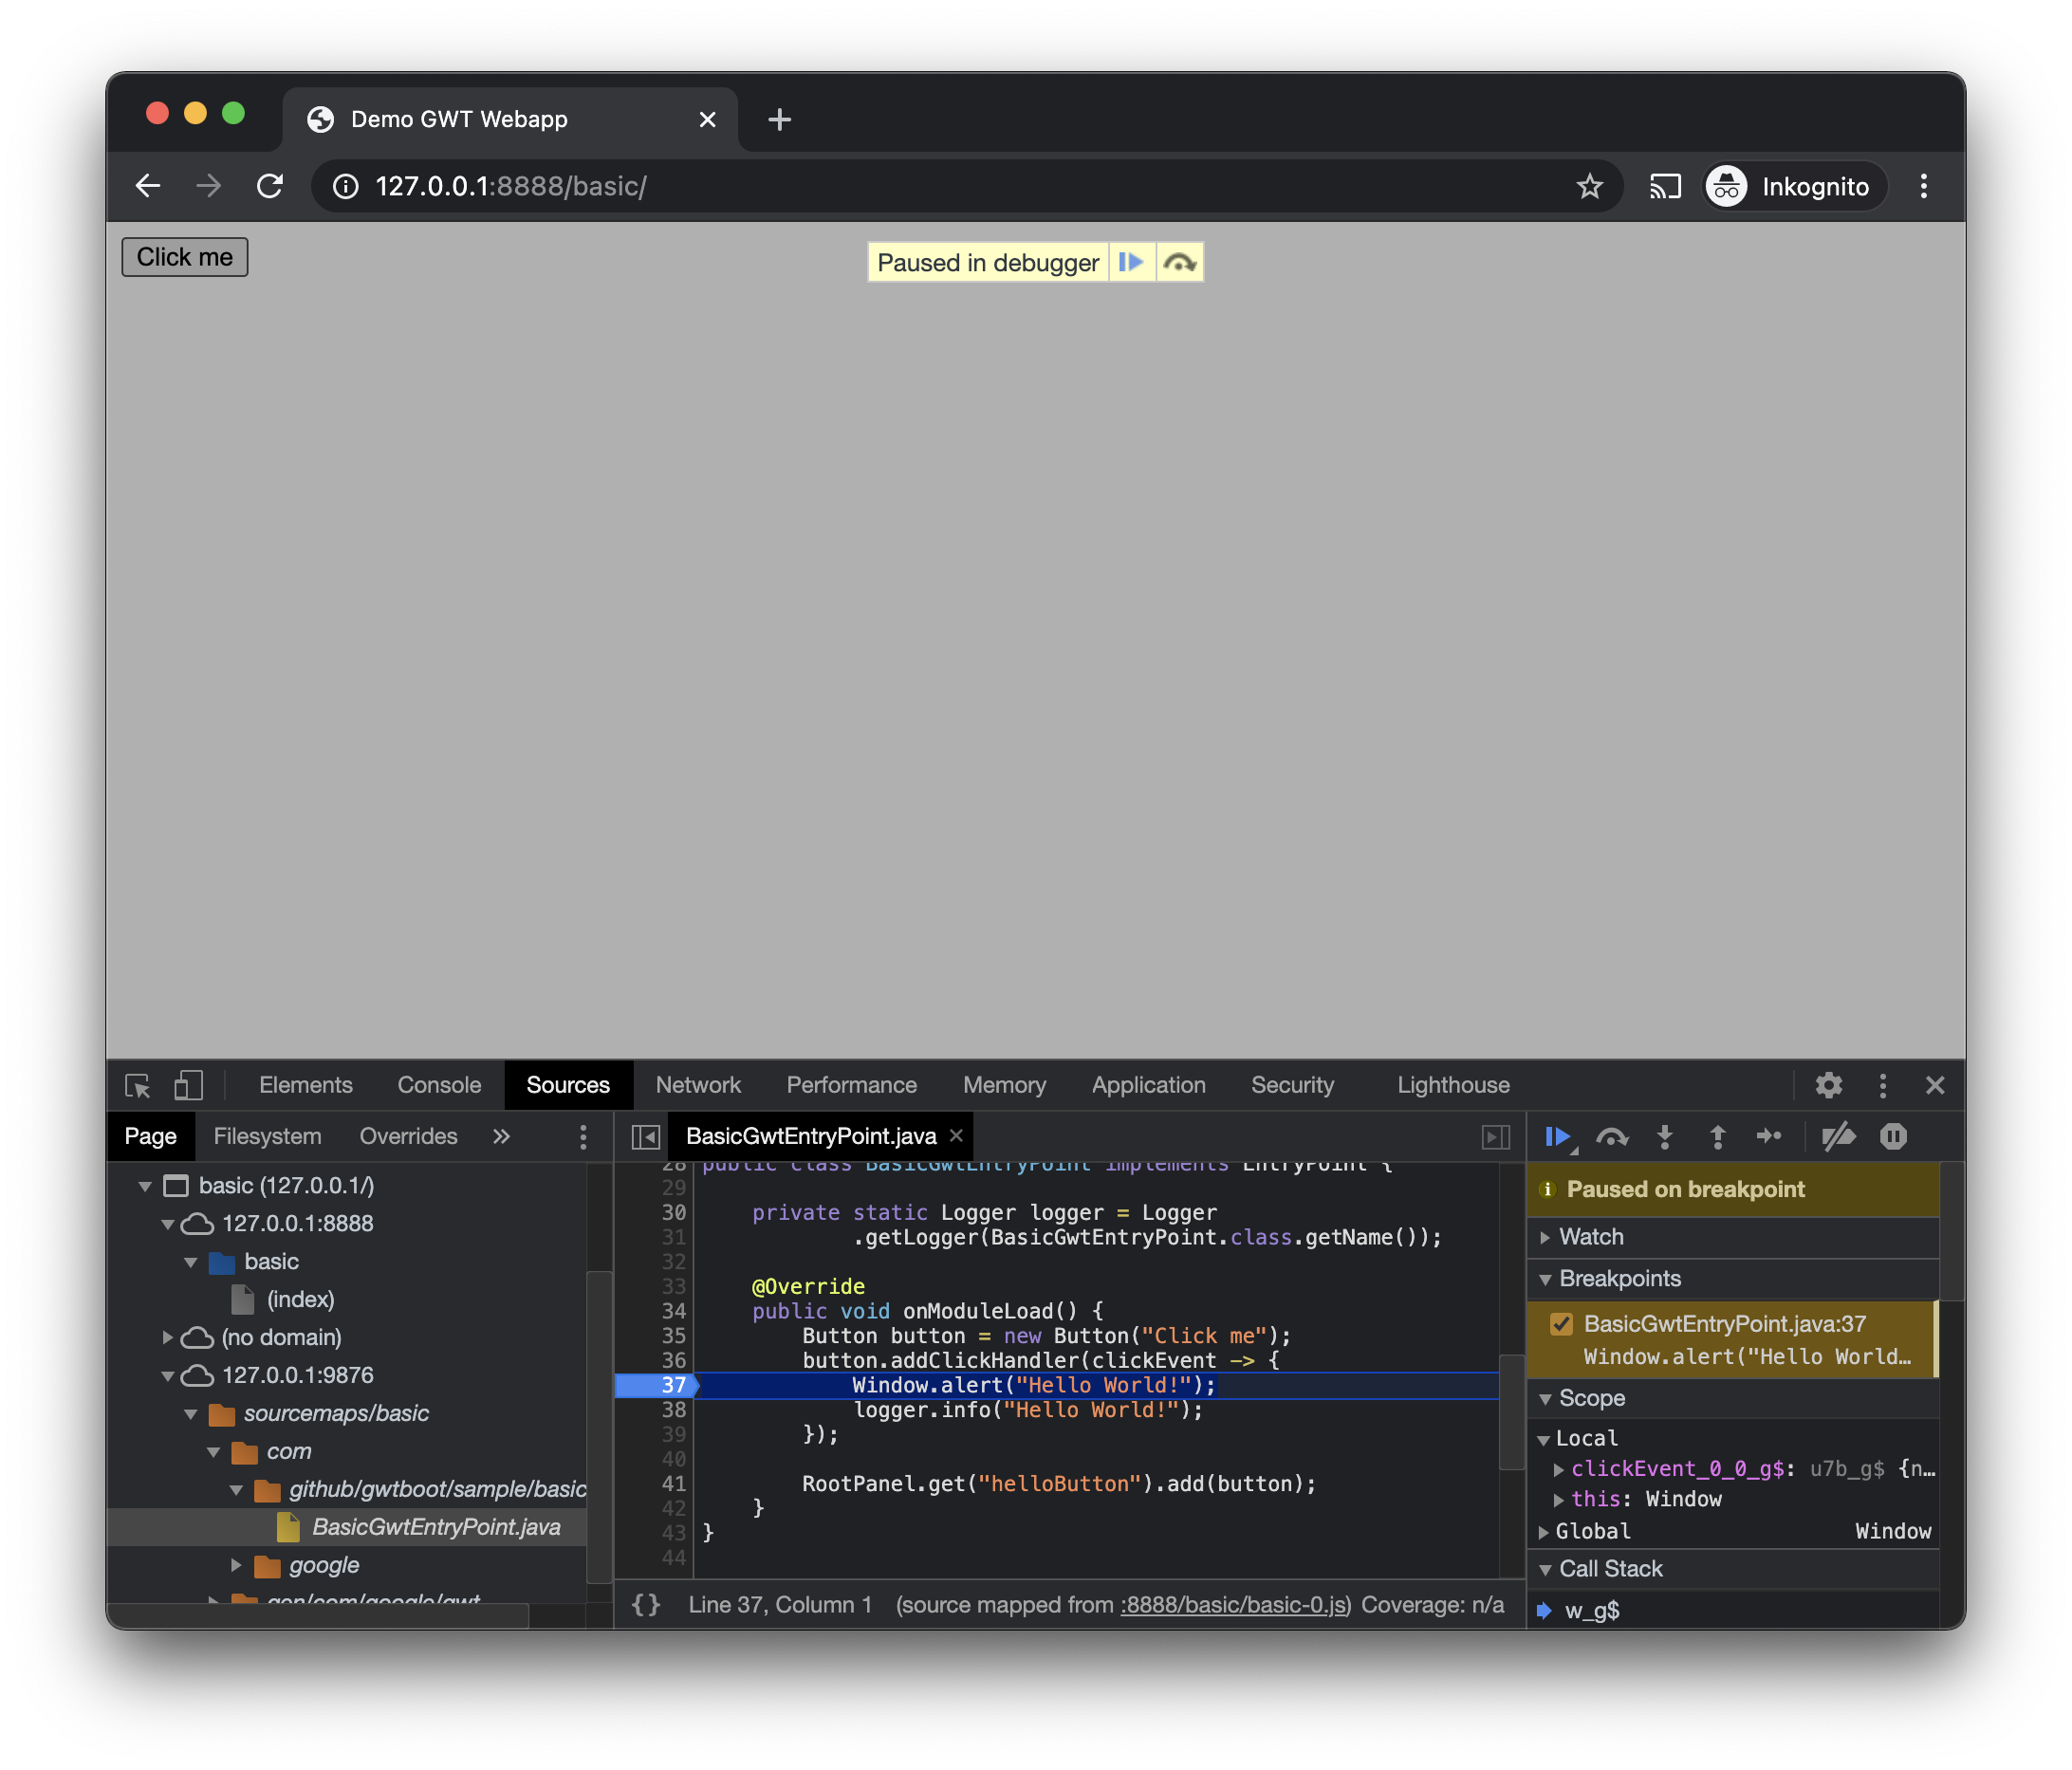 Demo GWT Webapp
127.0.0.1:8888/basic/
Inkognito
Click me
Paused in debugger
Elements Console Sources Network Performance Memory Application Security Lighthouse
Page Filesystem Overrides »
basic (127.0.0.1/)
127.0.0.1:8888
basic
(index)
(no domain)
127.0.0.1:9876
sourcemaps/basic
com
github/gwtboot/sample/basic
BasicGwtEntryPoint.java
google
gen/com/google/gwt
BasicGwtEntryPoint.java
28 public class BasicGwtEntryPoint implements EntryPoint {
29
30 private static Logger logger = Logger
31 .getLogger(BasicGwtEntryPoint.class.getName());
32
33 @Override
34 public void onModuleLoad() {
35 Button button = new Button("Click me");
36 button.addClickHandler(clickEvent -> {
37 Window.alert("Hello World!");
38 logger.info("Hello World!");
39 });
40
41 RootPanel.get("helloButton").add(button);
42 }
43 }
44
{} Line 37, Column 1 (source mapped from :8888/basic/basic-0.js) Coverage: n/a
Paused on breakpoint
Watch
Breakpoints
BasicGwtEntryPoint.java:37
Window.alert("Hello World…
Scope
Local
clickEvent_0_0_g$: u7b_g$ {n…
this: Window
Global Window
Call Stack
w_g$